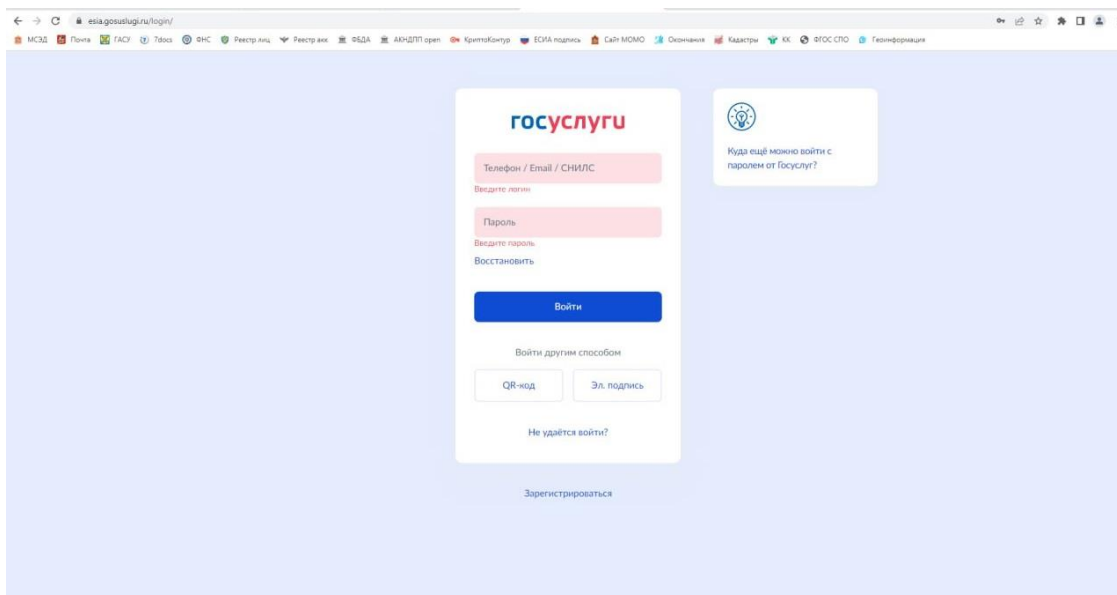 esia.gosuslugi.ru/login/
МСЭД Почта ГАСУ 7docs ФНС Реестр лиц Реестр акк ФБДА АКНДПП open КриптоКонтур ЕСИА подпись Сайт МОМО Окончания Кадастры КК ФГОС СПО Геоинформация
госуслуги
Телефон / Email / СНИЛС
Введите логин
Пароль
Введите пароль
Восстановить
Войти
Войти другим способом
QR-код Эл. подпись
Не удаётся войти?
Зарегистрироваться
Куда ещё можно войти с
паролем от Госуслуг?